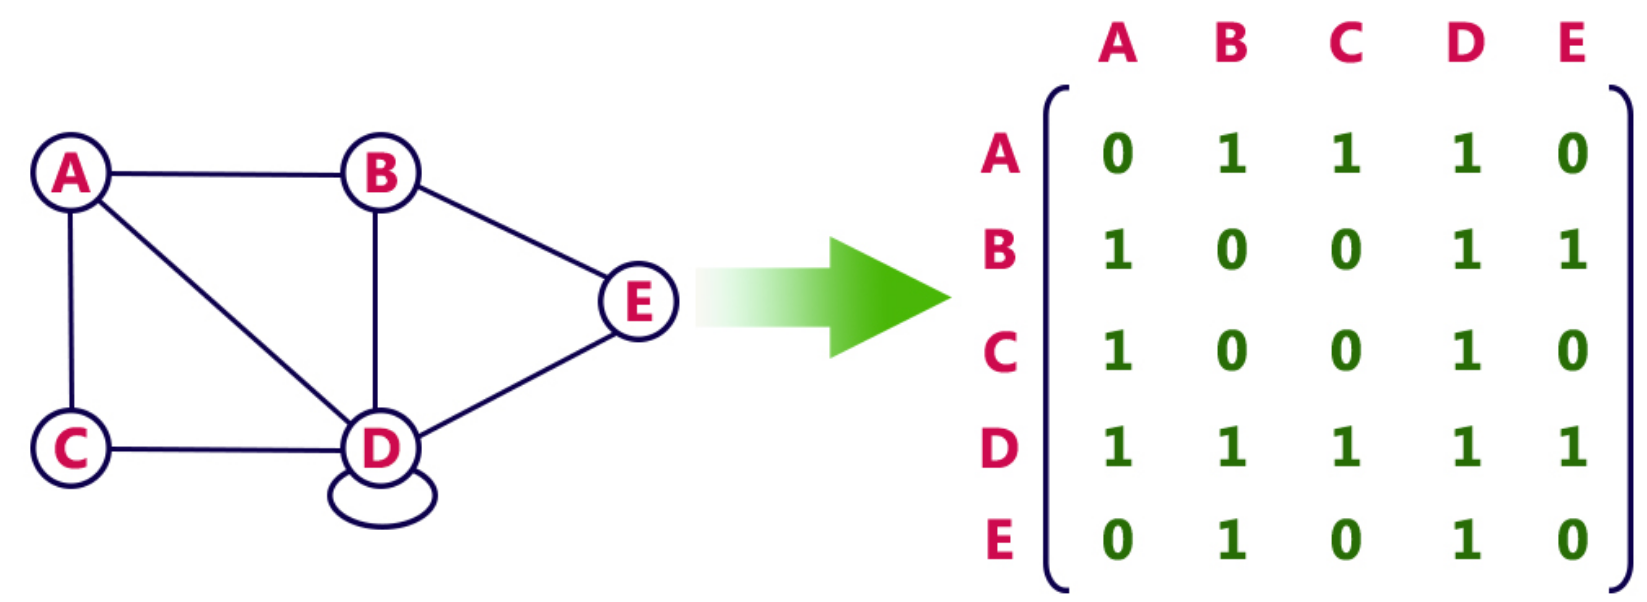 A B C D E
A B A 0 1 1 1 0
B 1 0 0 1 1
E
C 1 0 0 1 0
C D D 1 1 1 1 1
E 0 1 0 1 0